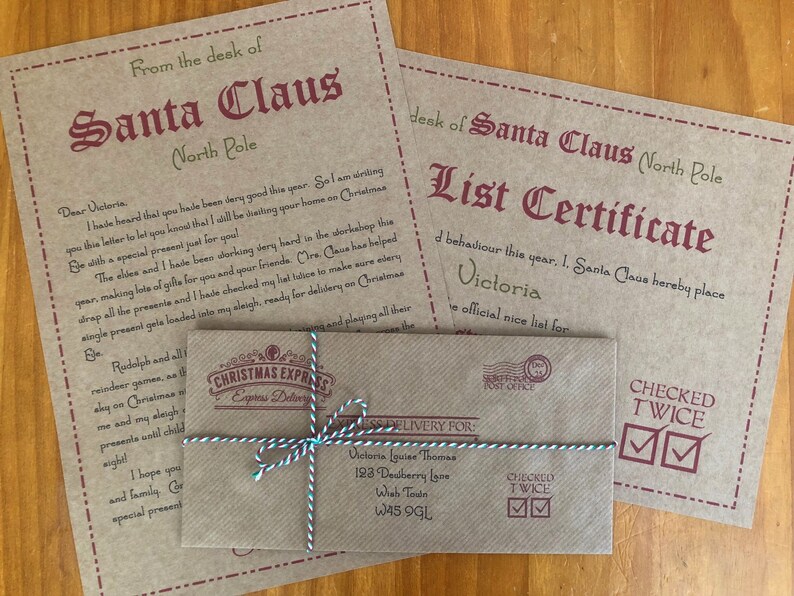 From the desk of
Santa Claus
North Pole
Dear Victoria,
I have heard that you have been very good this year. So I am writing
you this letter to let you know that I will be visiting your home on Christmas
Eve with a special present just for you!
The elves and I have been working very hard in the workshop this
year, making lots of gifts for you and your friends. Mrs. Claus has helped
wrap all the presents and I have checked my list twice to make sure every
single present gets loaded into my sleigh, ready for delivery on Christmas
Eve.
Rudolph and all playing all their
reindeer games, as the
sky on Christmas
me and my sleigh
presents until
sight!
I hope you
and family.
special present
desk of Santa Claus North Pole
List Certificate
behaviour this year, I, Santa Claus hereby place
Victoria
official nice list for
CHECKED
TWICE
CHRISTMAS EXPRESS
Express Delivery
Dec
25
NORTH POLE
POST OFFICE
EXPRESS DELIVERY FOR:
Victoria Louise Thomas
123 Dewberry Lane
Wish Town
W45 9GL
CHECKED
TWICE